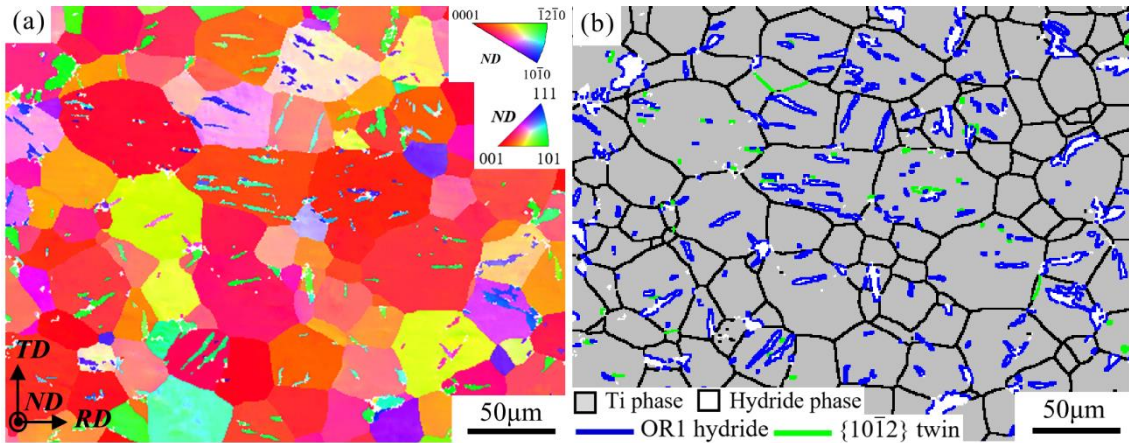 (a)
0001
1̅21̅0
ND
101̅0
111
ND
001
101
TD
ND
RD
50μm
(b)
Ti phase
Hydride phase
50μm
OR1 hydride
{101̅2} twin